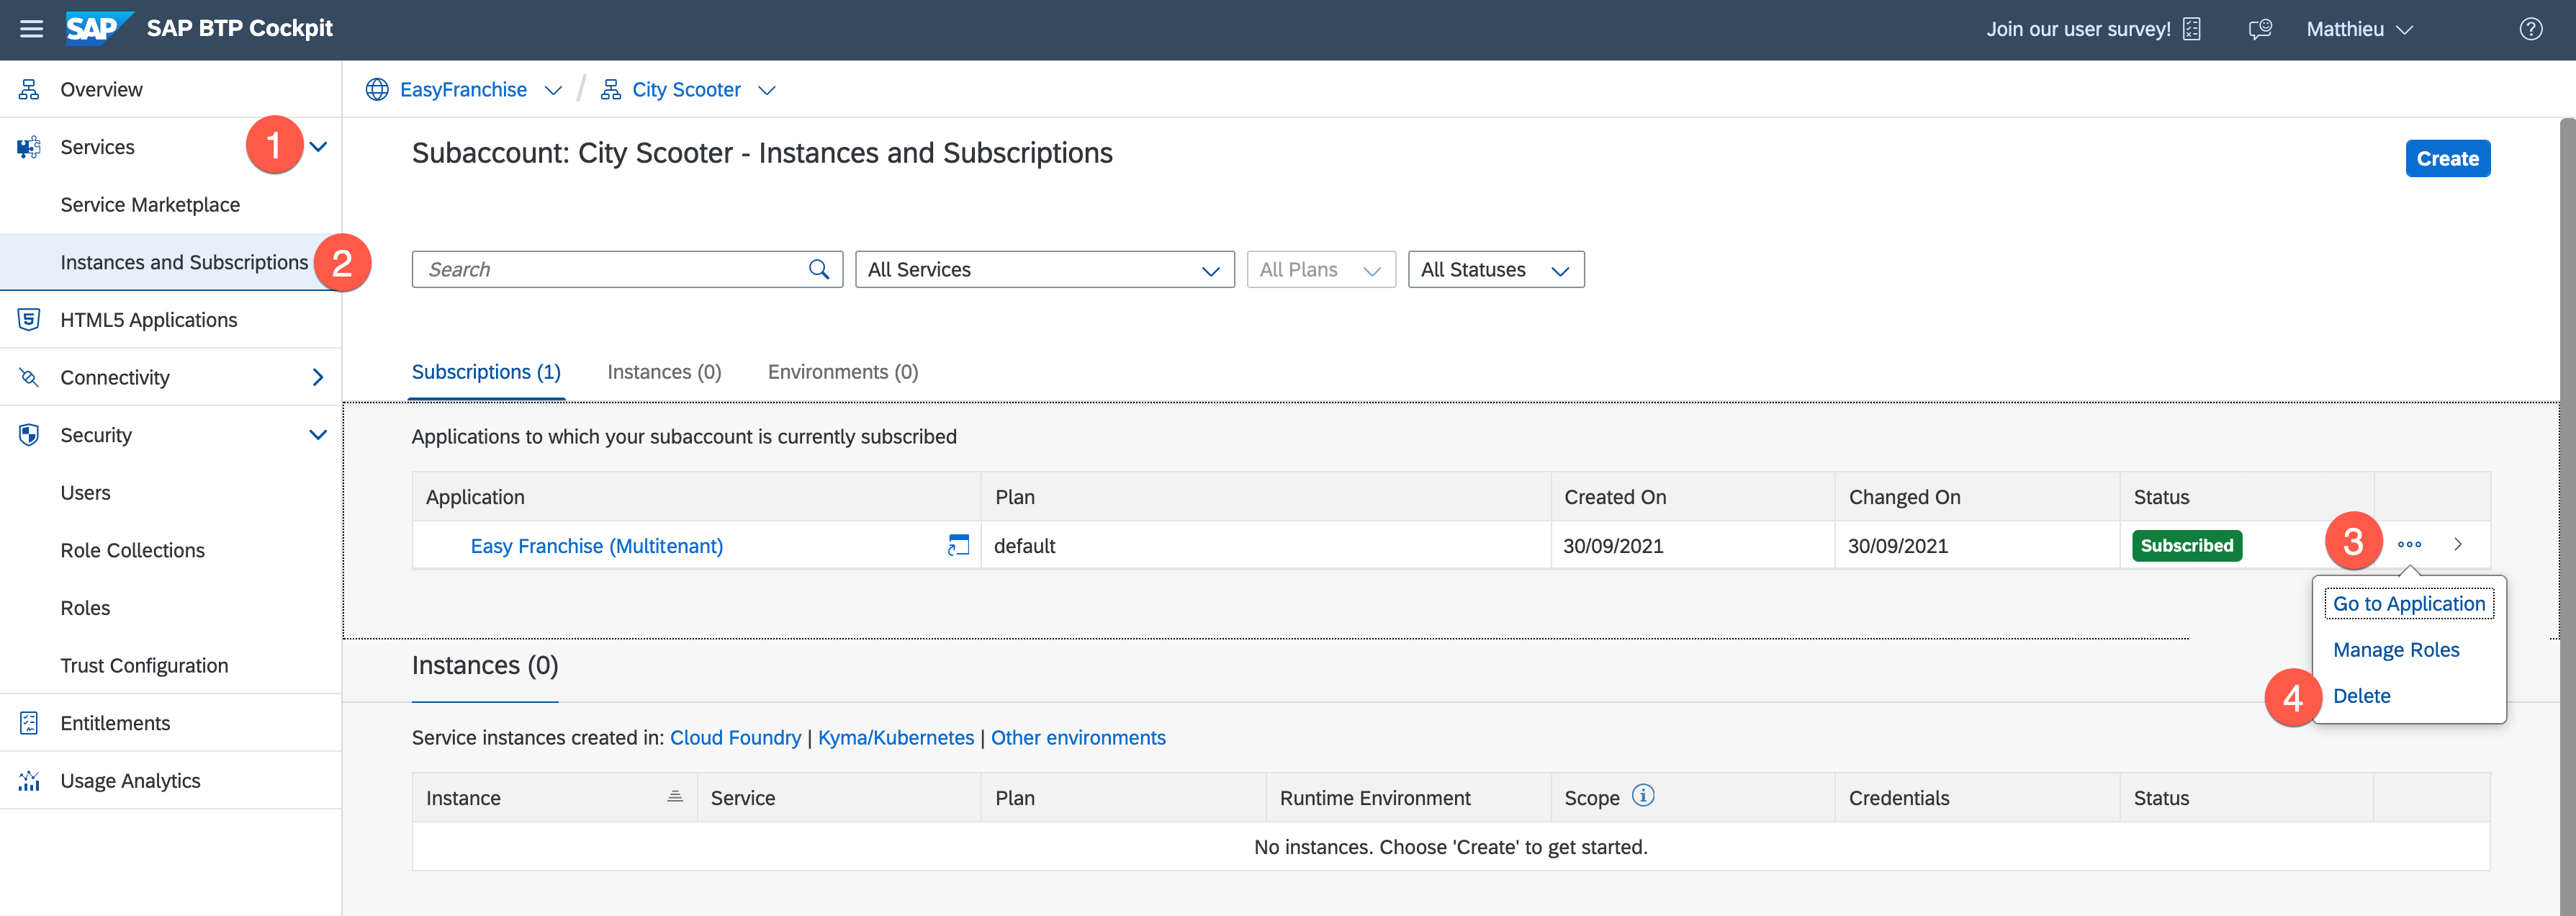 SAP SAP BTP Cockpit Join our user survey! Matthieu
Overview
Services 1
Service Marketplace
Instances and Subscriptions 2
HTML5 Applications
Connectivity
Security
Users
Role Collections
Roles
Trust Configuration
Entitlements
Usage Analytics
EasyFranchise / City Scooter
Subaccount: City Scooter - Instances and Subscriptions
Create
Search All Services All Plans All Statuses
Subscriptions (1) Instances (0) Environments (0)
Applications to which your subaccount is currently subscribed
Application Plan Created On Changed On Status
Easy Franchise (Multitenant) default 30/09/2021 30/09/2021 Subscribed 3
Go to Application
Manage Roles
4 Delete
Instances (0)
Service instances created in: Cloud Foundry | Kyma/Kubernetes | Other environments
Instance Service Plan Runtime Environment Scope Credentials Status
No instances. Choose 'Create' to get started.